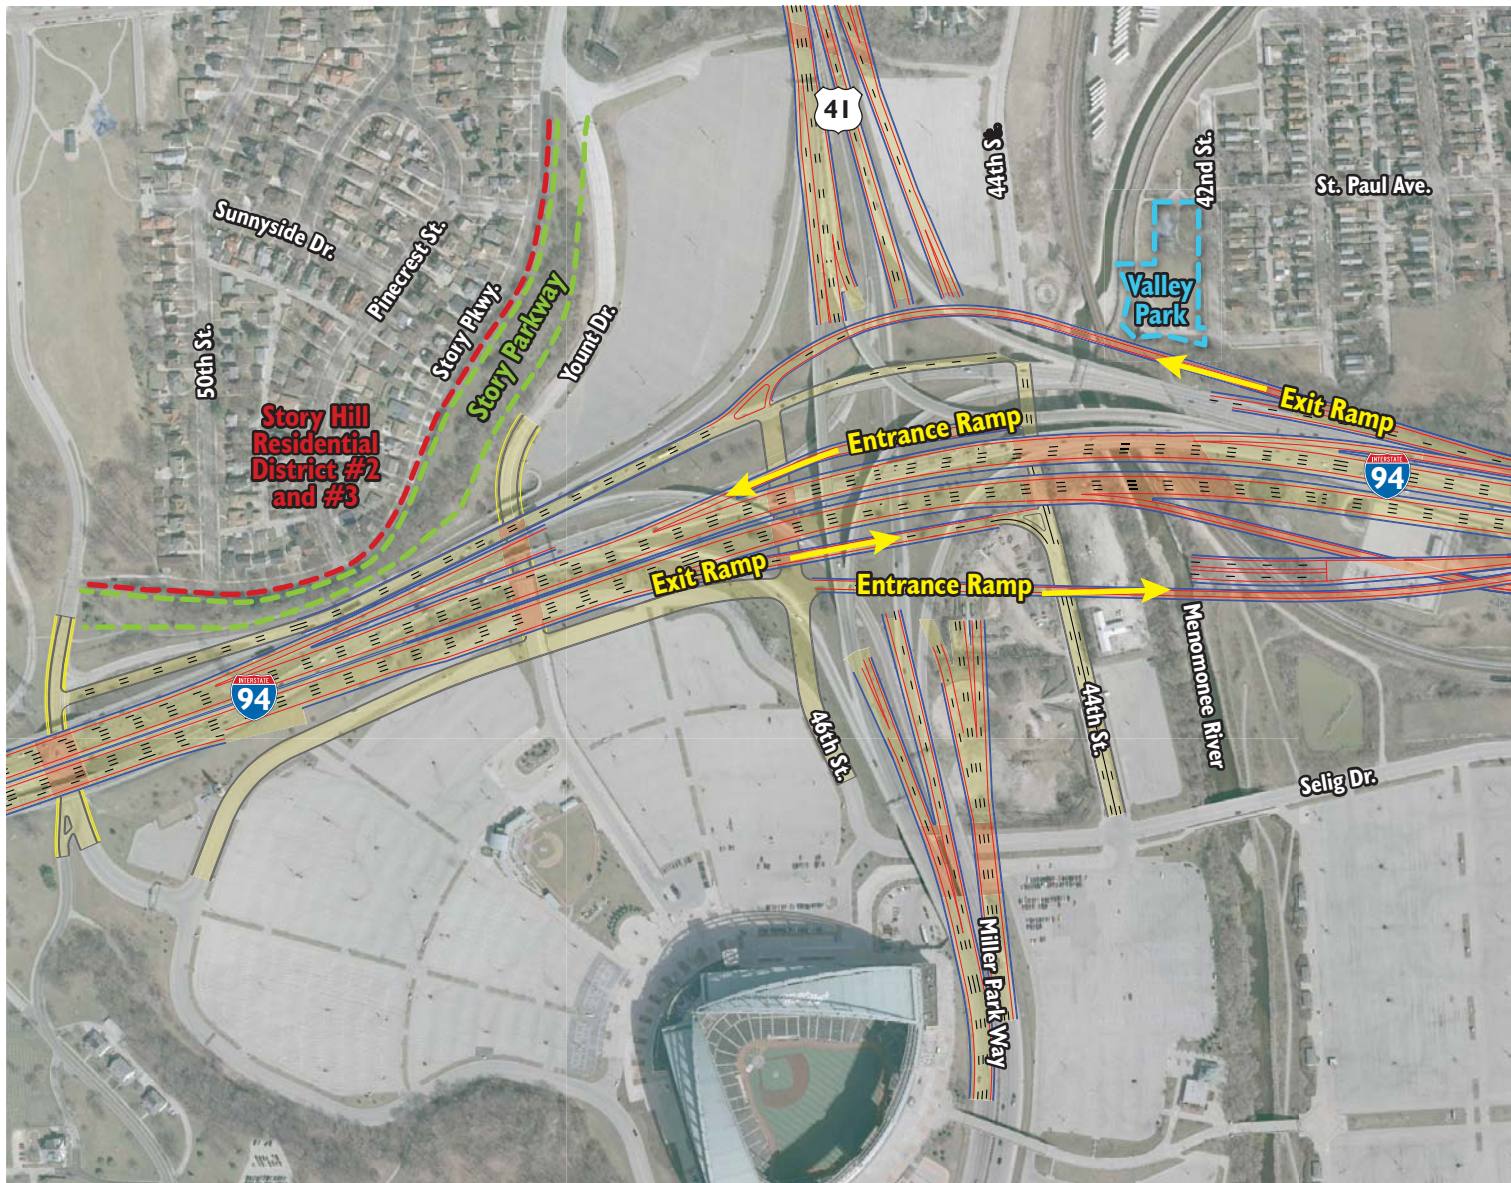 41
44th St.
42nd St.
St. Paul Ave.
Sunnyside Dr.
Pinecrest St.
Valley
Park
Story Pkwy.
Story Parkway
Yount Dr.
50th St.
Story Hill
Residential
District #2
and #3
Exit Ramp
Entrance Ramp
INTERSTATE
94
Exit Ramp
Entrance Ramp
INTERSTATE
94
Menomonee River
46th St.
44th St.
Selig Dr.
Miller Park Way